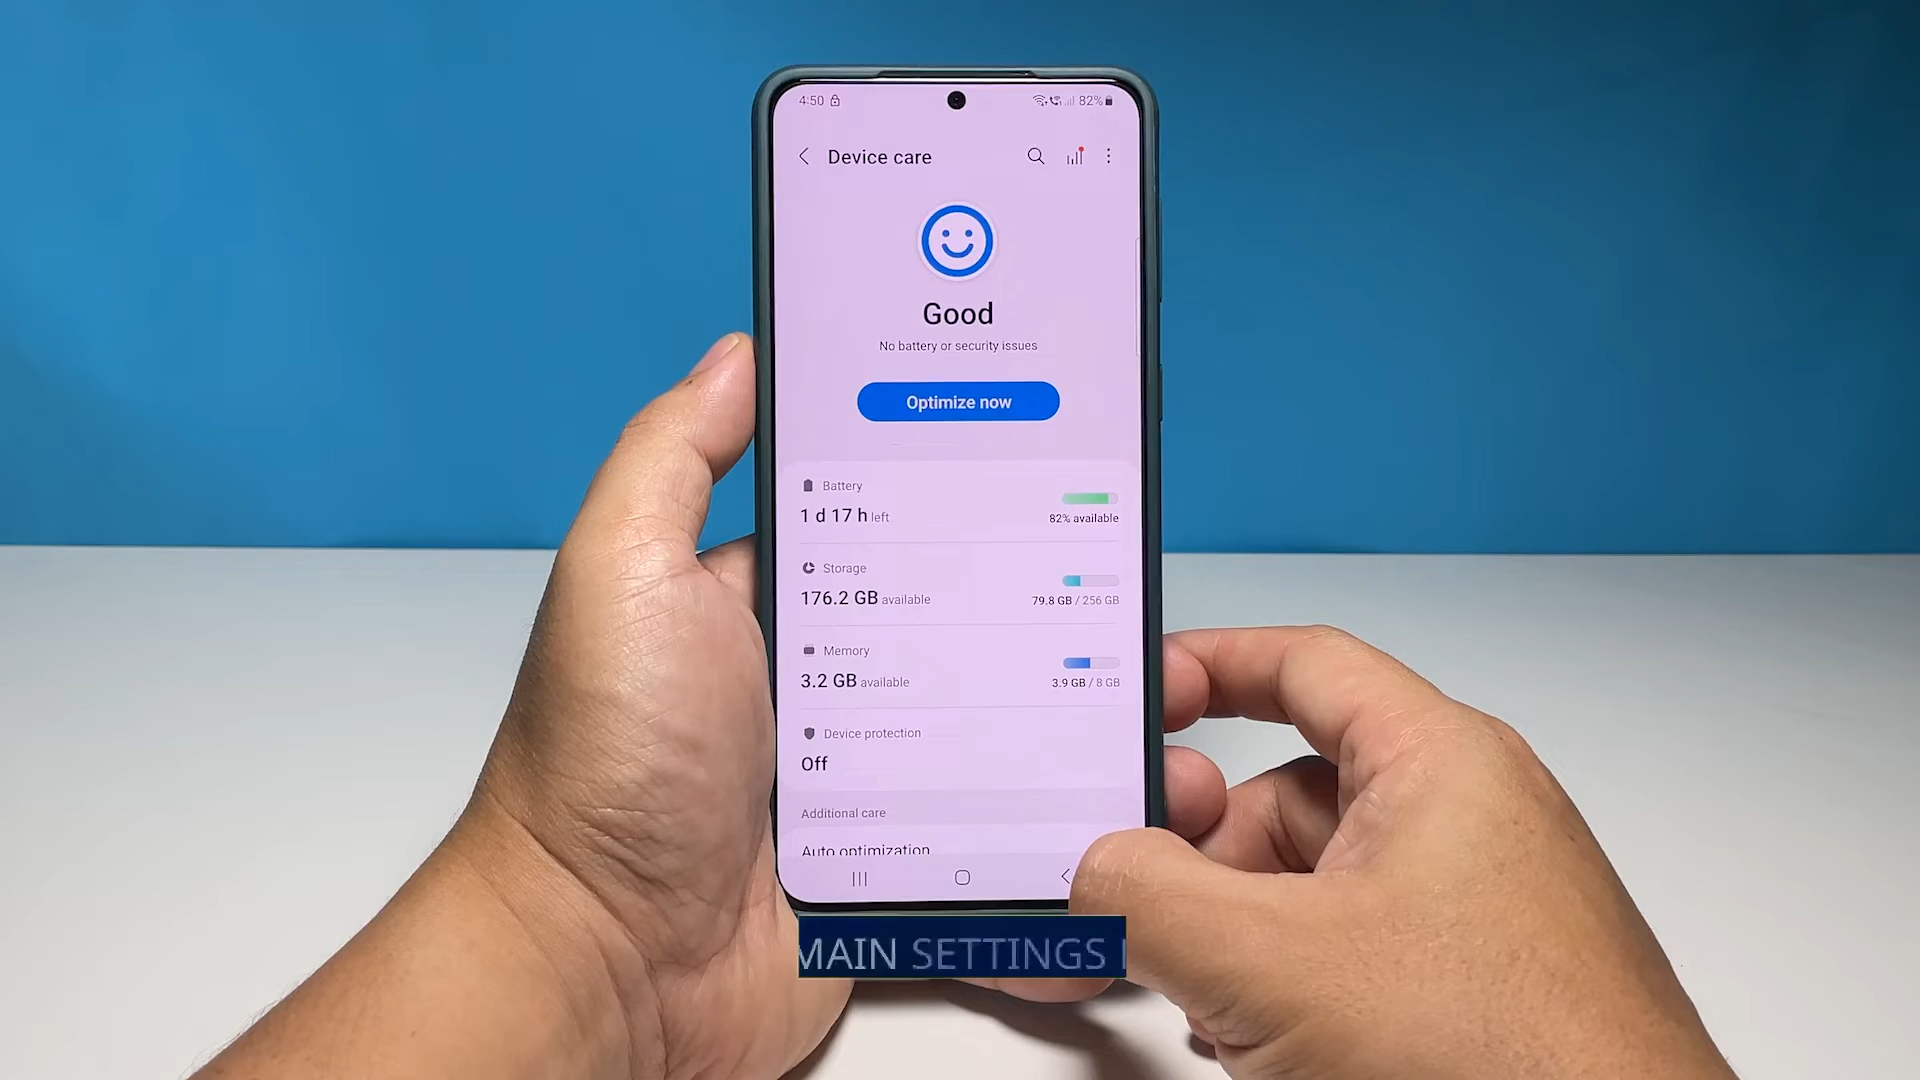 4:50 82%
Device care
Good
No battery or security issues
Optimize now
Battery
1 d 17 h left
82% available
Storage
176.2 GB available
79.8 GB / 256 GB
Memory
3.2 GB available
3.9 GB / 8 GB
Device protection
Off
Additional care
Auto optimization
MAIN SETTINGS